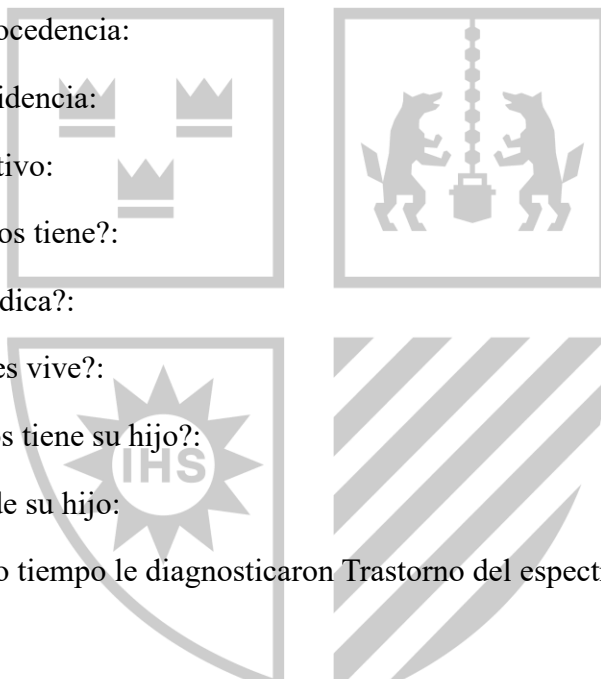 ocedencia:
idencia:
tivo:
os tiene?:
dica?:
es vive?:
s tiene su hijo?:
IHS
de su hijo:
o tiempo le diagnosticaron Trastorno del espect